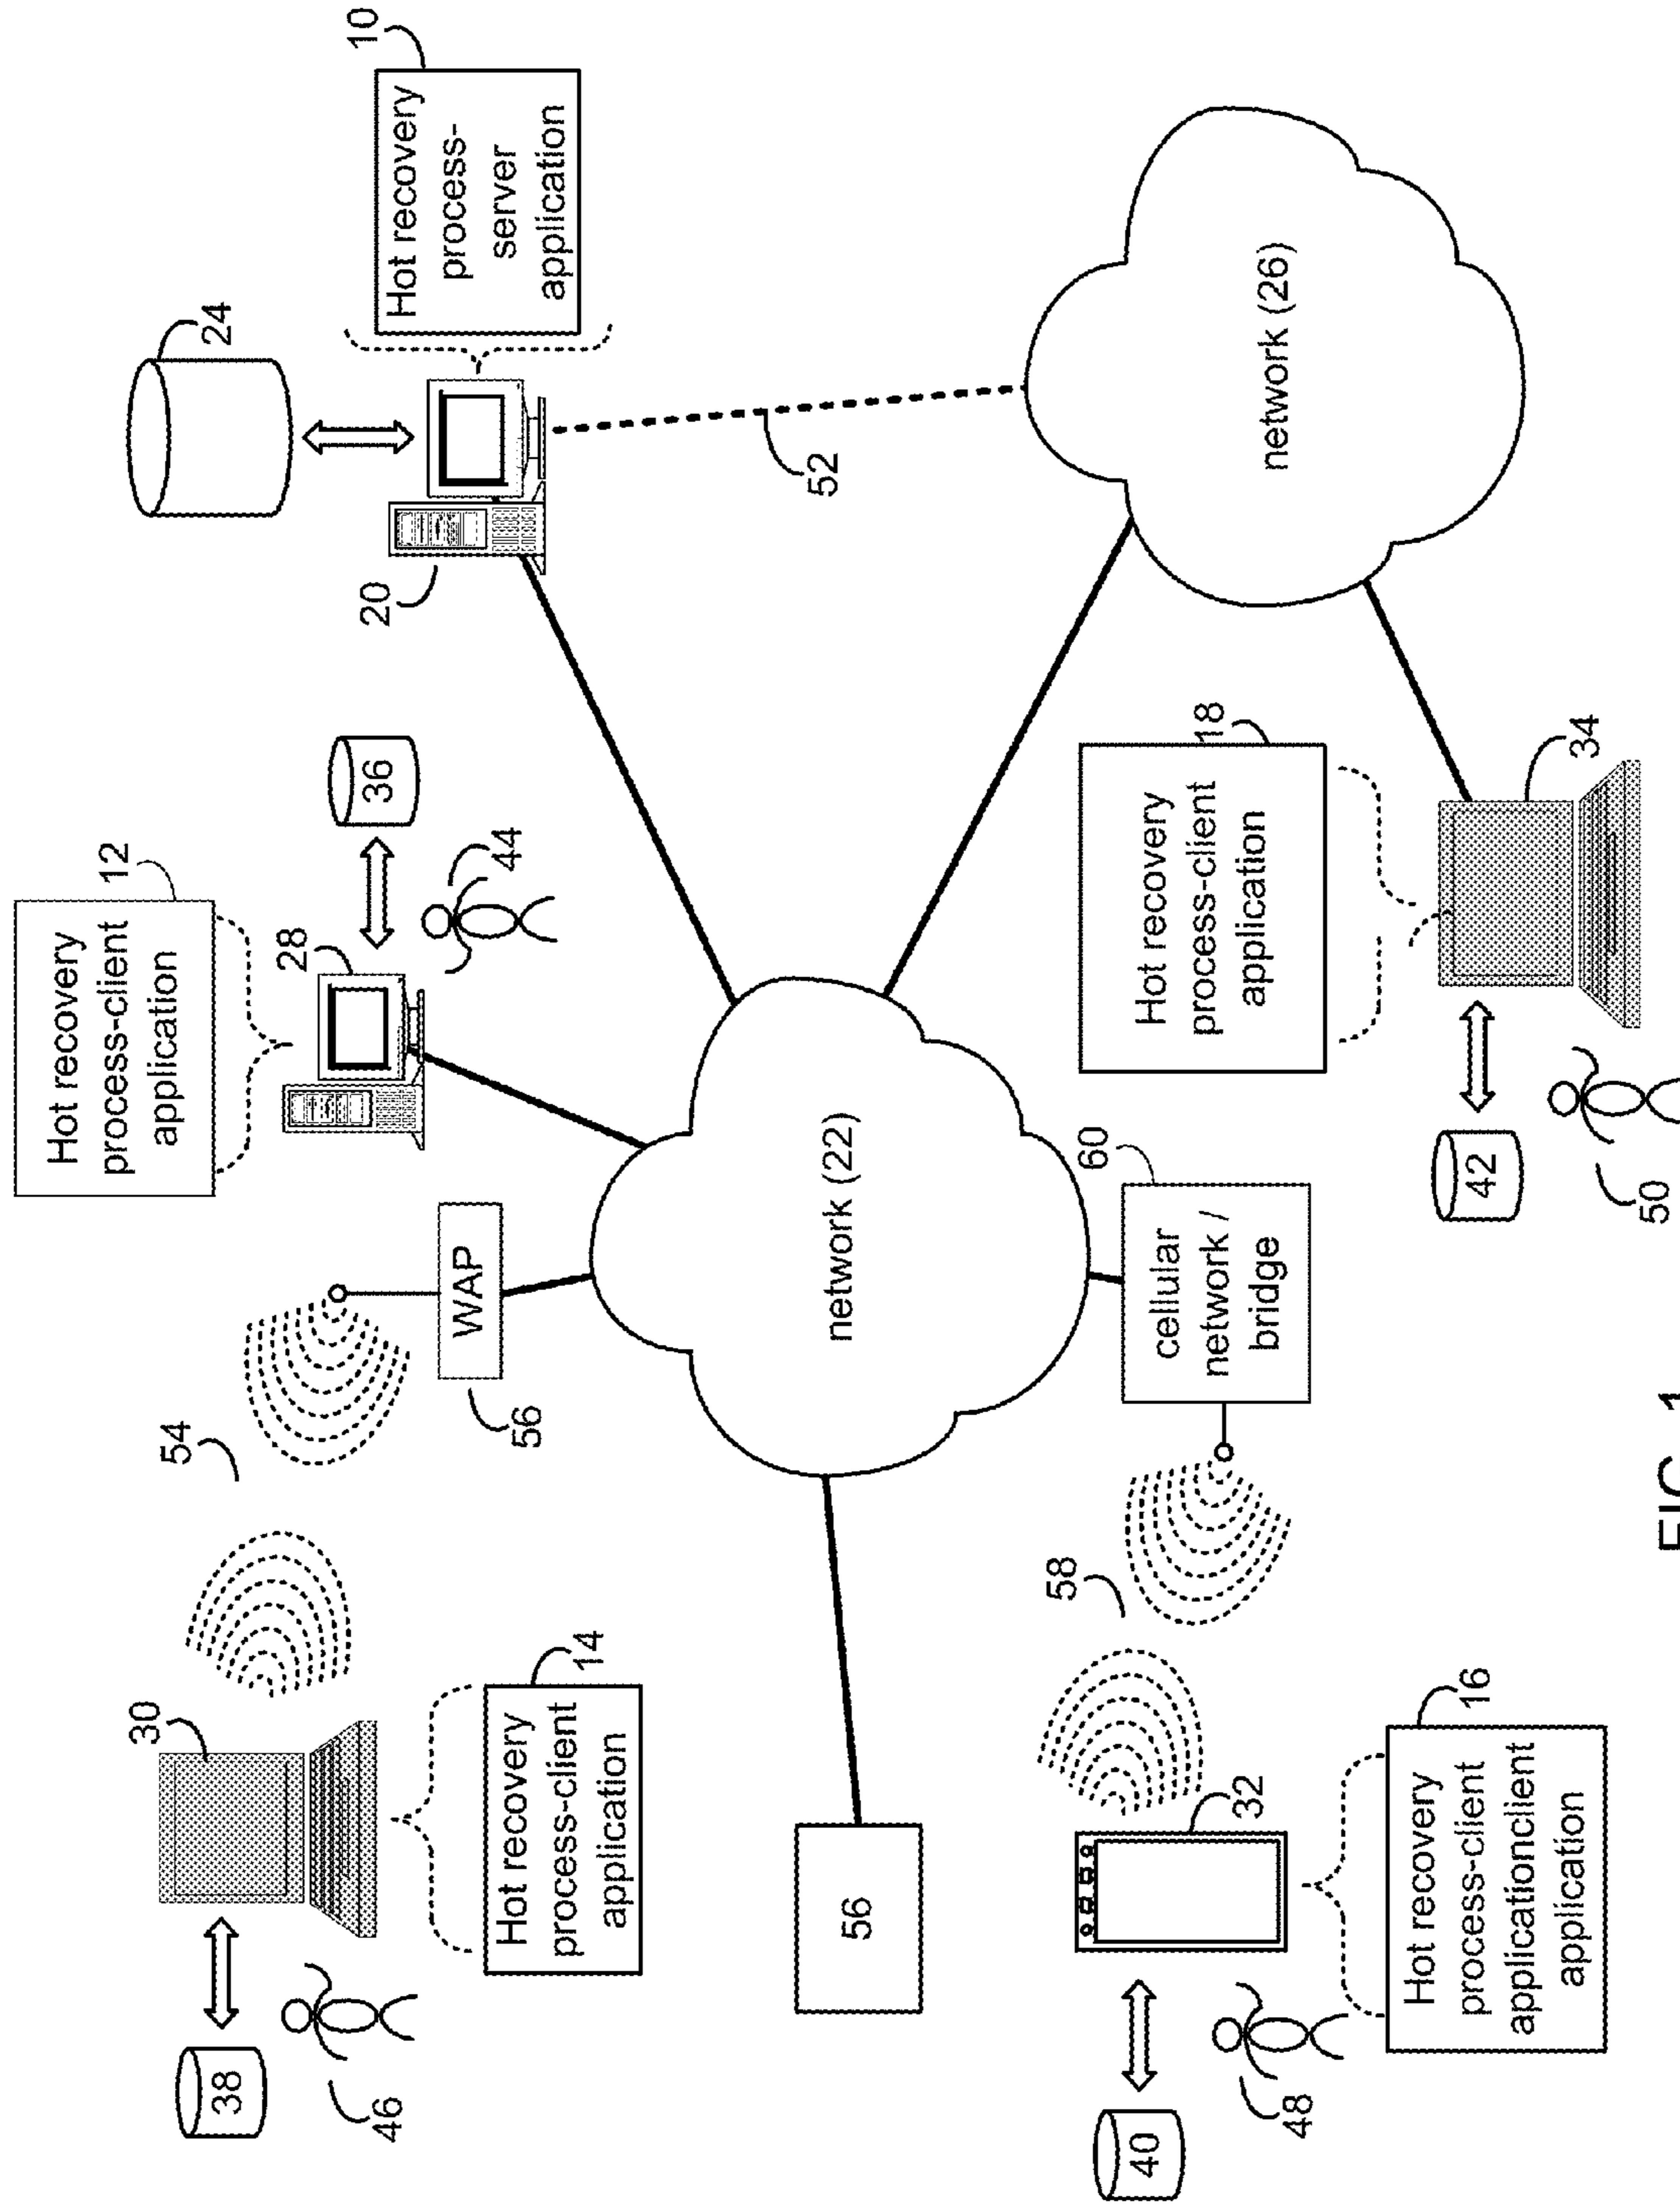 38
46
30
Hot recovery
process-client
application
14
54
WAP
56
Hot recovery
process-client
application
12
28
36
44
24
20
Hot recovery
process-
server
application
10
56
network (22)
52
40
48
32
Hot recovery
process-client
applicationclient
application
16
58
cellular
network /
bridge
60
Hot recovery
process-client
application
18
network (26)
42
50
34
FIG. 1